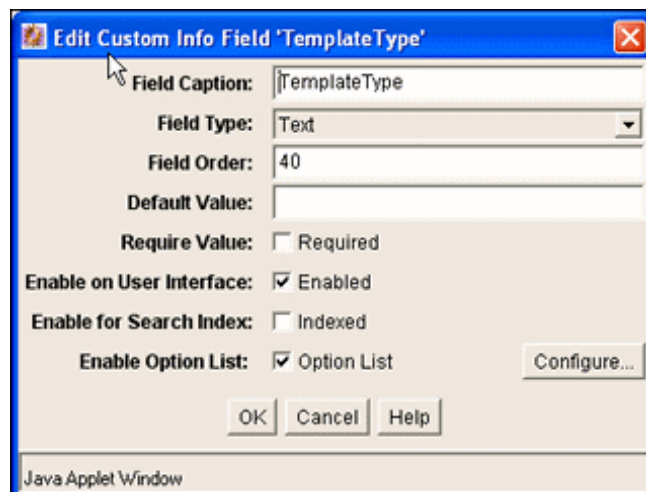 Edit Custom Info Field 'TemplateType'
Field Caption: TemplateType
Field Type: Text
Field Order: 40
Default Value:
Require Value: Required
Enable on User Interface: Enabled
Enable for Search Index: Indexed
Enable Option List: Option List Configure...
OK Cancel Help
Java Applet Window